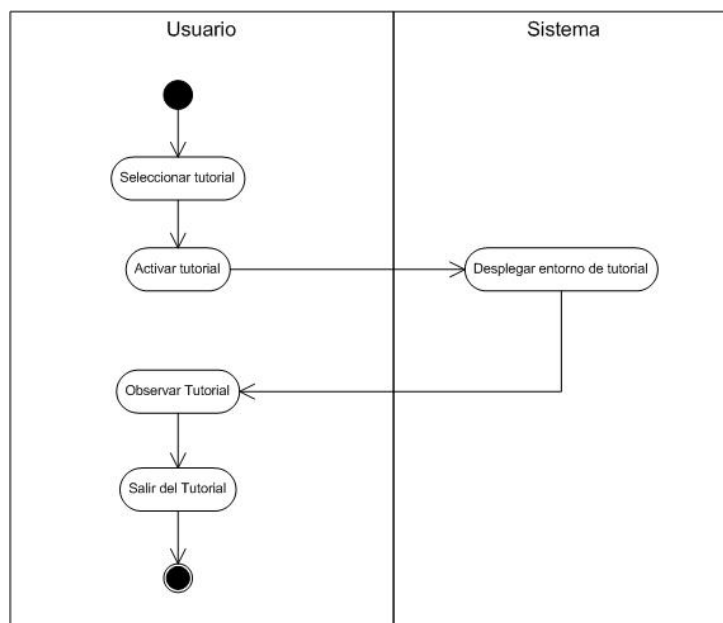 Usuario
Sistema
Seleccionar tutorial
Activar tutorial
Desplegar entorno de tutorial
Observar Tutorial
Salir del Tutorial